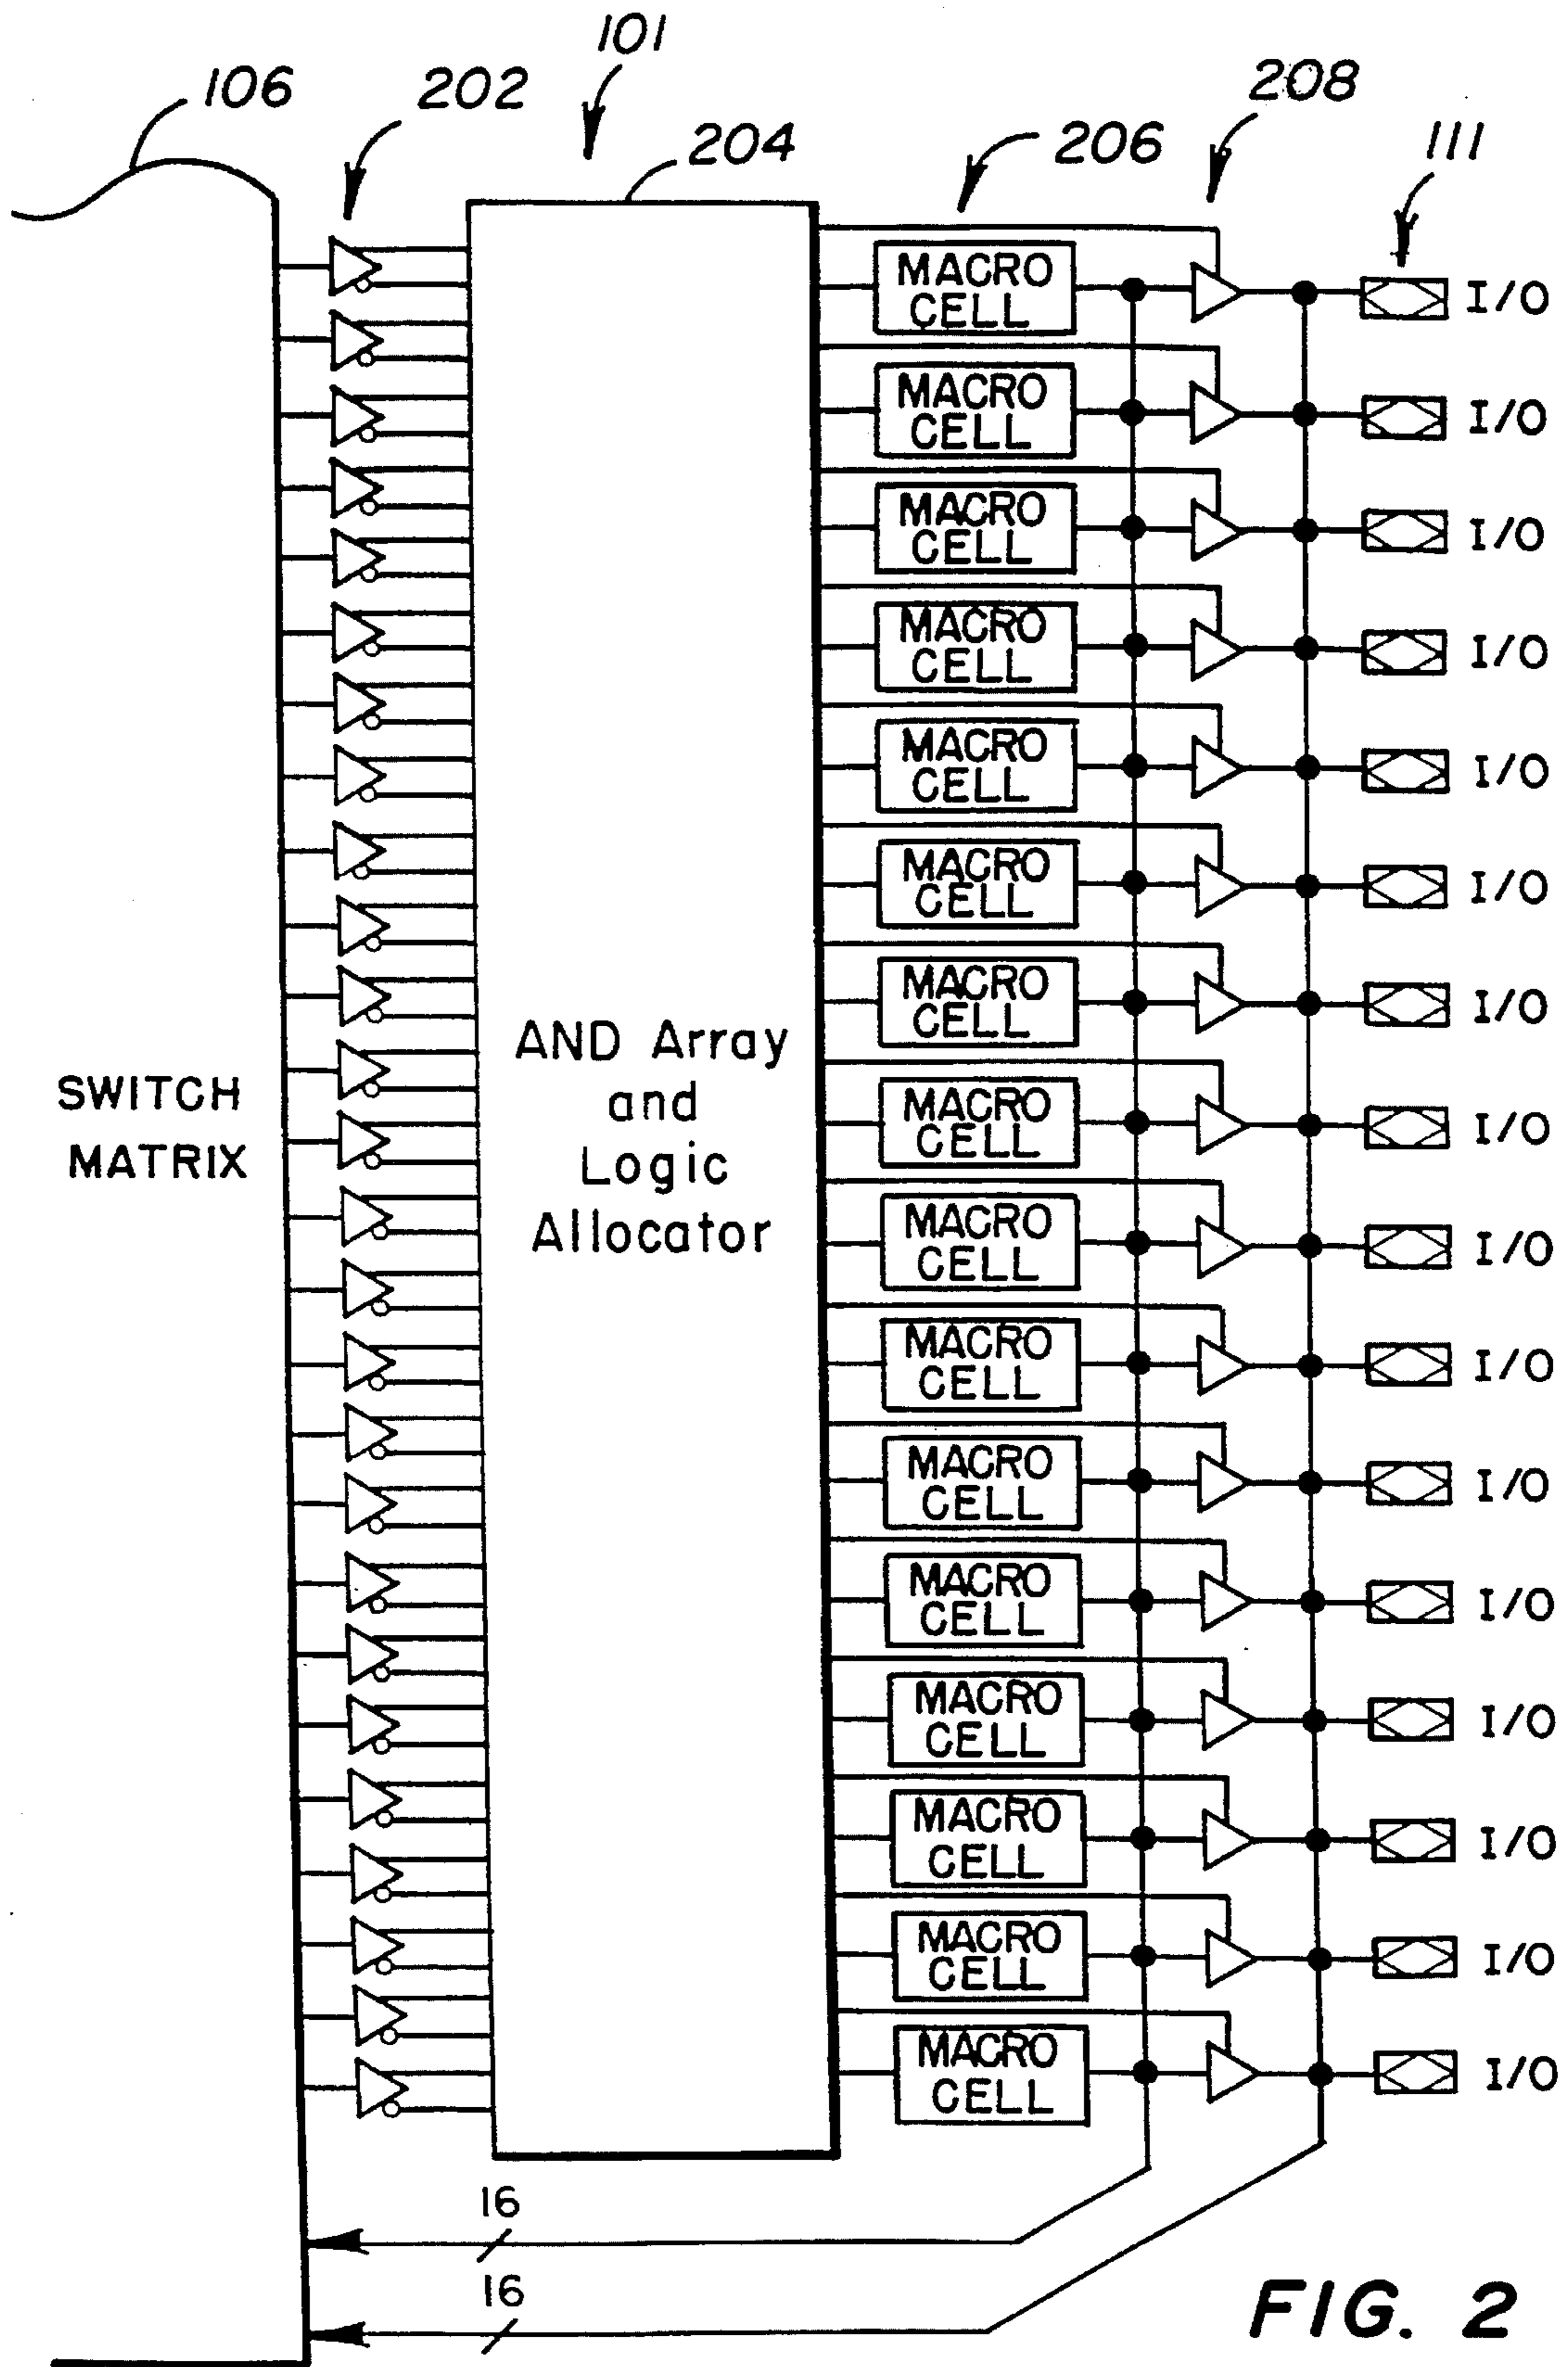 101
106
202
208
204
206
111
SWITCH
MATRIX
AND Array
and
Logic
Allocator
MACRO
CELL
I/O
MACRO
CELL
I/O
MACRO
CELL
I/O
MACRO
CELL
I/O
MACRO
CELL
I/O
MACRO
CELL
I/O
MACRO
CELL
I/O
MACRO
CELL
I/O
MACRO
CELL
I/O
MACRO
CELL
I/O
MACRO
CELL
I/O
MACRO
CELL
I/O
MACRO
CELL
I/O
MACRO
CELL
I/O
MACRO
CELL
I/O
MACRO
CELL
I/O
16
16
FIG. 2